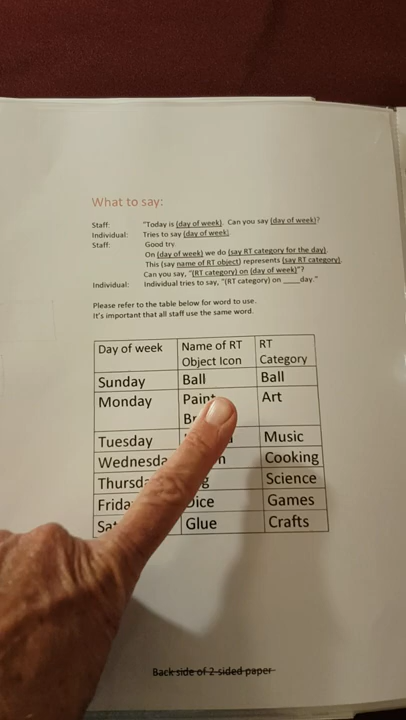 What to say:
Staff: "Today is (day of week). Can you say (day of week)?
Individual: Tries to say (day of week).
Staff: Good try.
On (day of week) we do (say RT category for the day).
This (say name of RT object) represents (say RT category).
Can you say, "(RT category) on (day of week)"?
Individual: Individual tries to say, "(RT category) on ____day."
Please refer to the table below for word to use.
It's important that all staff use the same word.
Day of week Name of RT Object Icon RT Category
Sunday Ball Ball
Monday Art
Tuesday Music
Cooking
Science
Games
Glue Crafts
Back side of 2-sided paper